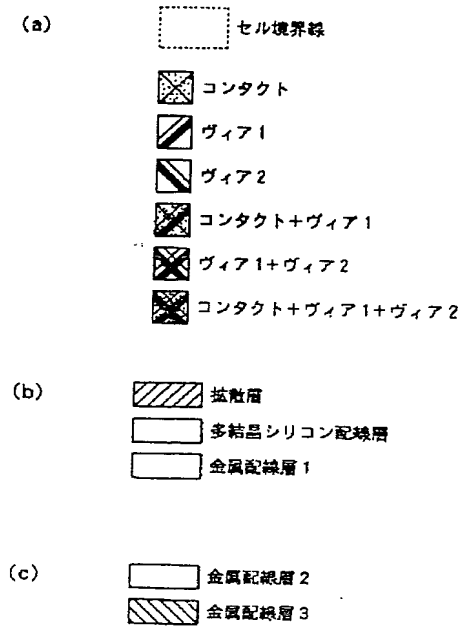 (a)
セル境界線
コンタクト
ヴィア1
ヴィア2
コンタクト+ヴィア1
ヴィア1+ヴィア2
コンタクト+ヴィア1+ヴィア2
(b)
拡散層
多結晶シリコン配線層
金属配線層1
(c)
金属配線層2
金属配線層3